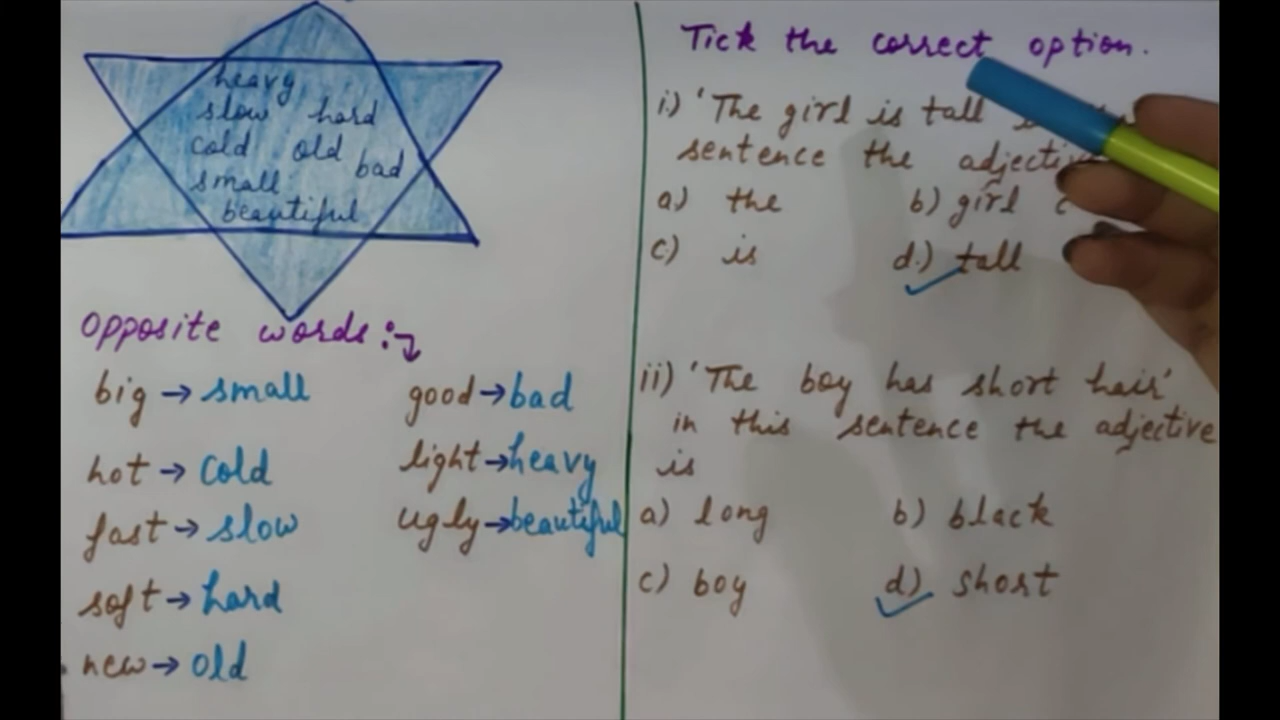 heavy
slow hard
cold old
bad
small
beautiful
Opposite words:
big → small
hot → cold
fast → slow
soft → hard
new → old
good → bad
light → heavy
ugly → beautiful
Tick the correct option.
i) 'The girl is tall
sentence the adjective
a) the b) girl
c) is d.) tall
ii) 'The boy has short hair'
in this sentence the adjective
is
a) long b) black
c) boy d) short